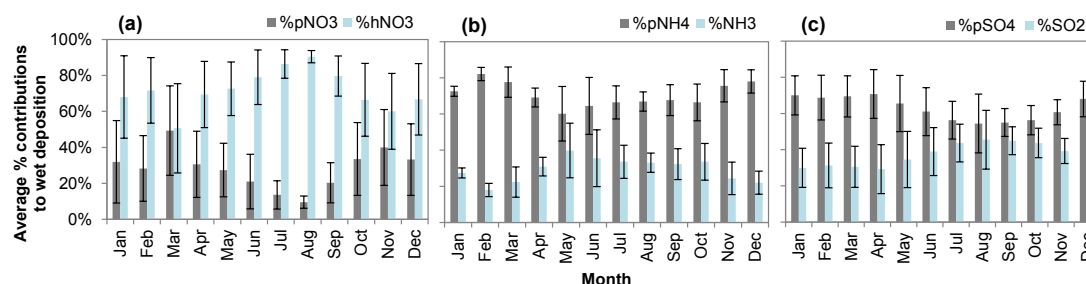 (a) %pNO3 %hNO3
(b) %pNH4 %NH3
(c) %pSO4 %SO2
Average % contributions
to wet deposition
100%
80%
60%
40%
20%
0%
Jan Feb Mar Apr May Jun Jul Aug Sep Oct Nov Dec
Jan Feb Mar Apr May Jun Jul Aug Sep Oct Nov Dec
Jan Feb Mar Apr May Jun Jul Aug Sep Oct Nov Dec
Month